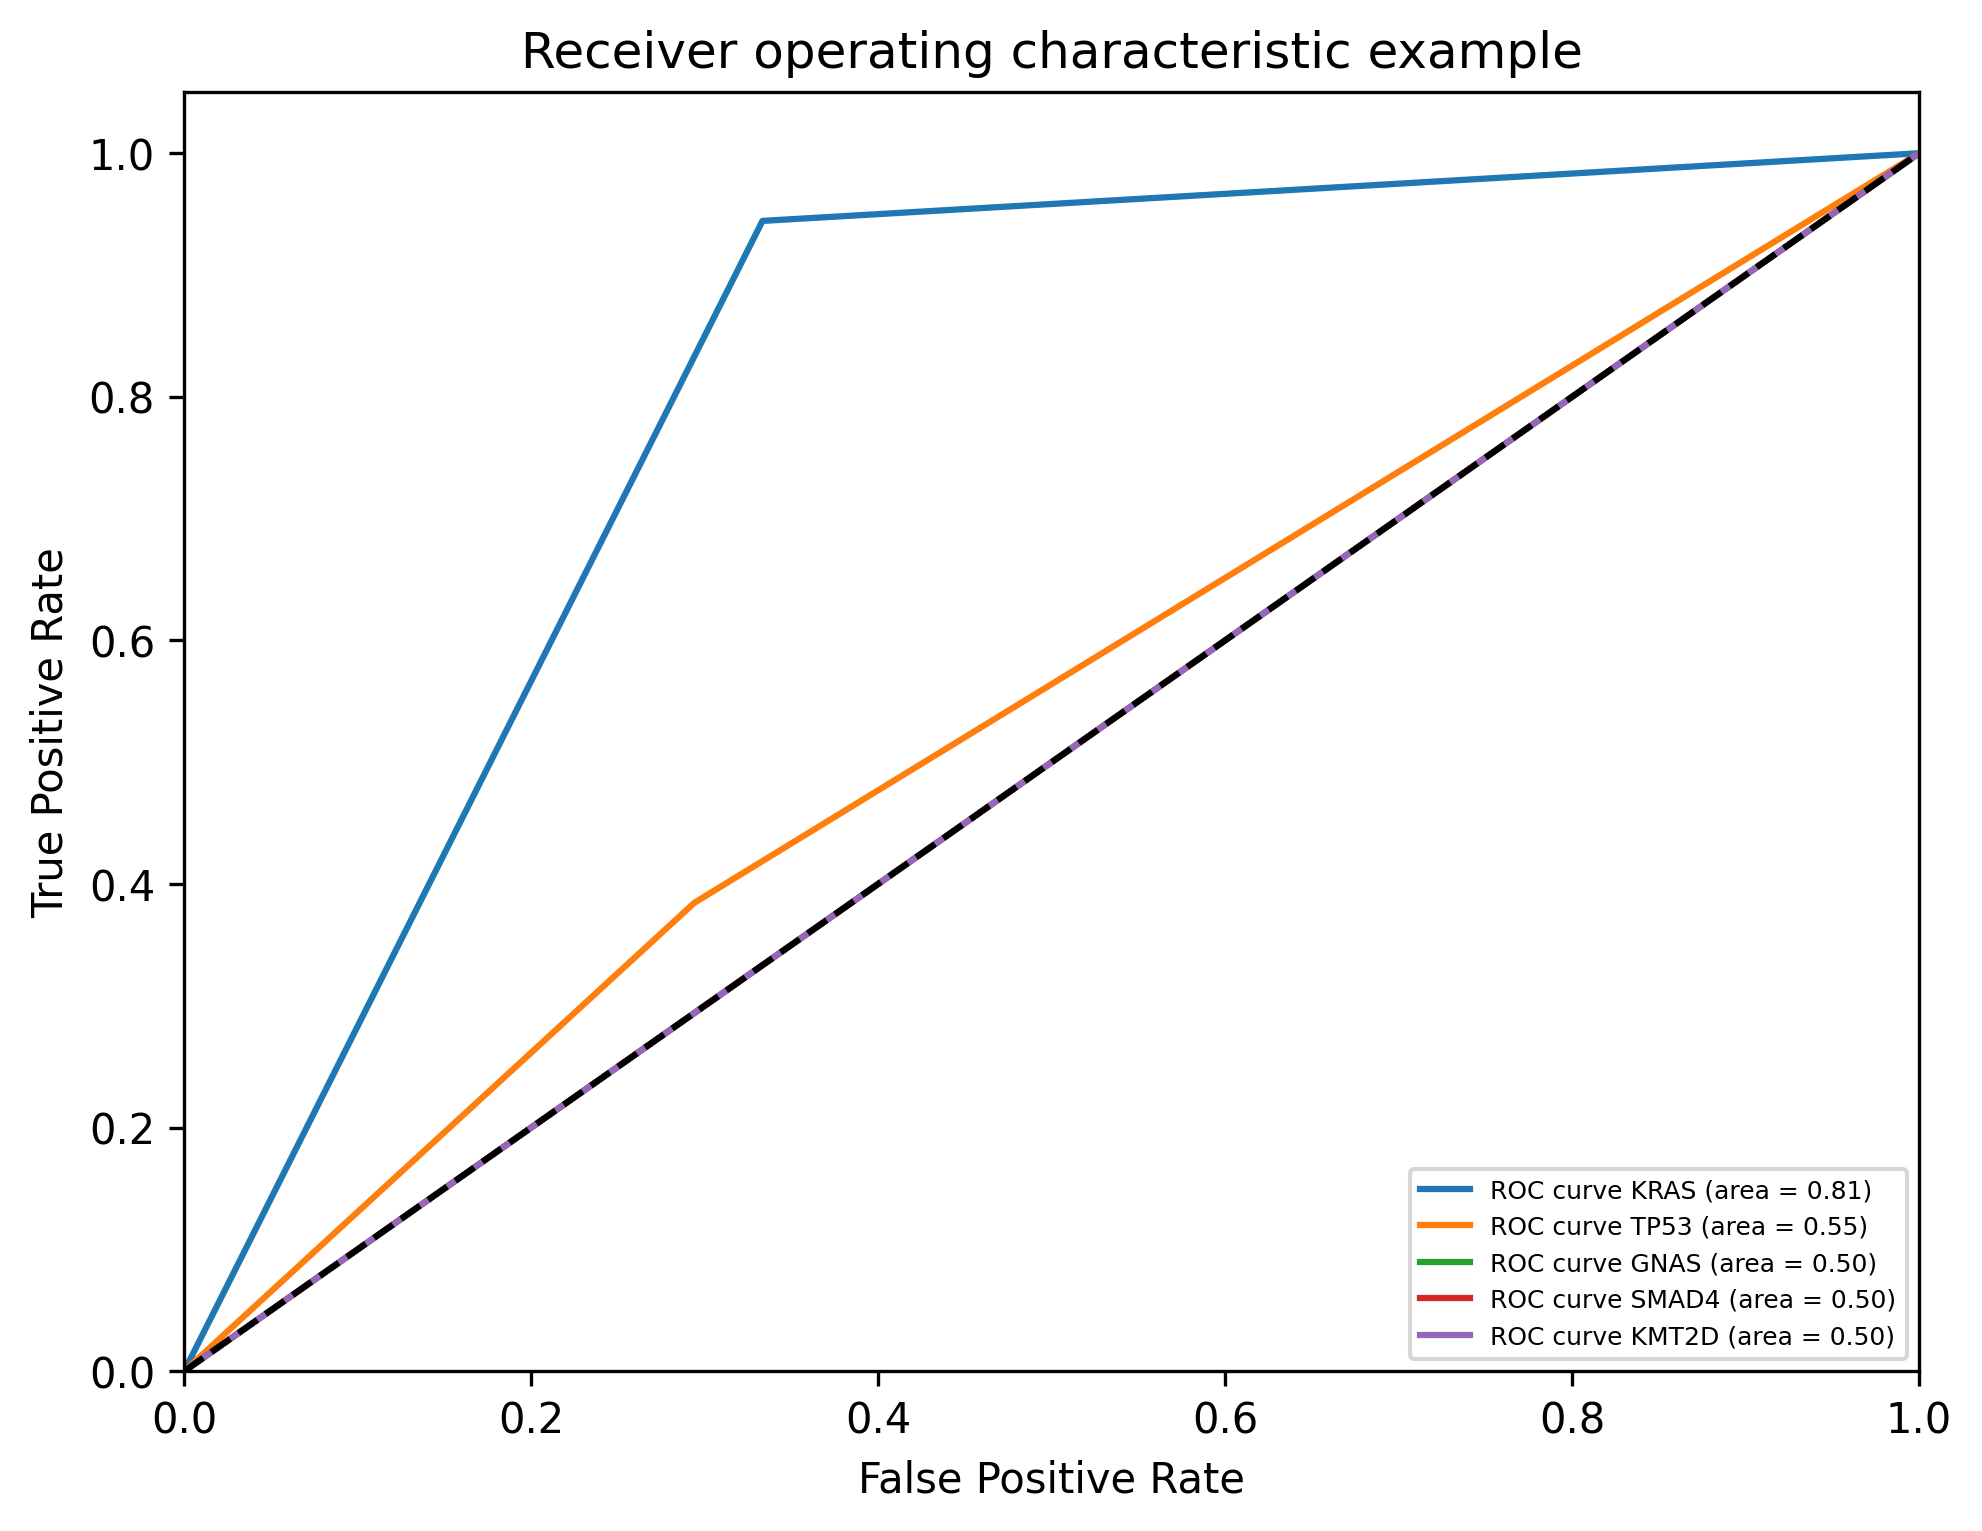 Receiver operating characteristic example
1.0
0.8
0.6
0.4
0.2
0.0
True Positive Rate
ROC curve KRAS (area = 0.81)
ROC curve TP53 (area = 0.55)
ROC curve GNAS (area = 0.50)
ROC curve SMAD4 (area = 0.50)
ROC curve KMT2D (area = 0.50)
0.0 0.2 0.4 0.6 0.8 1.0
False Positive Rate